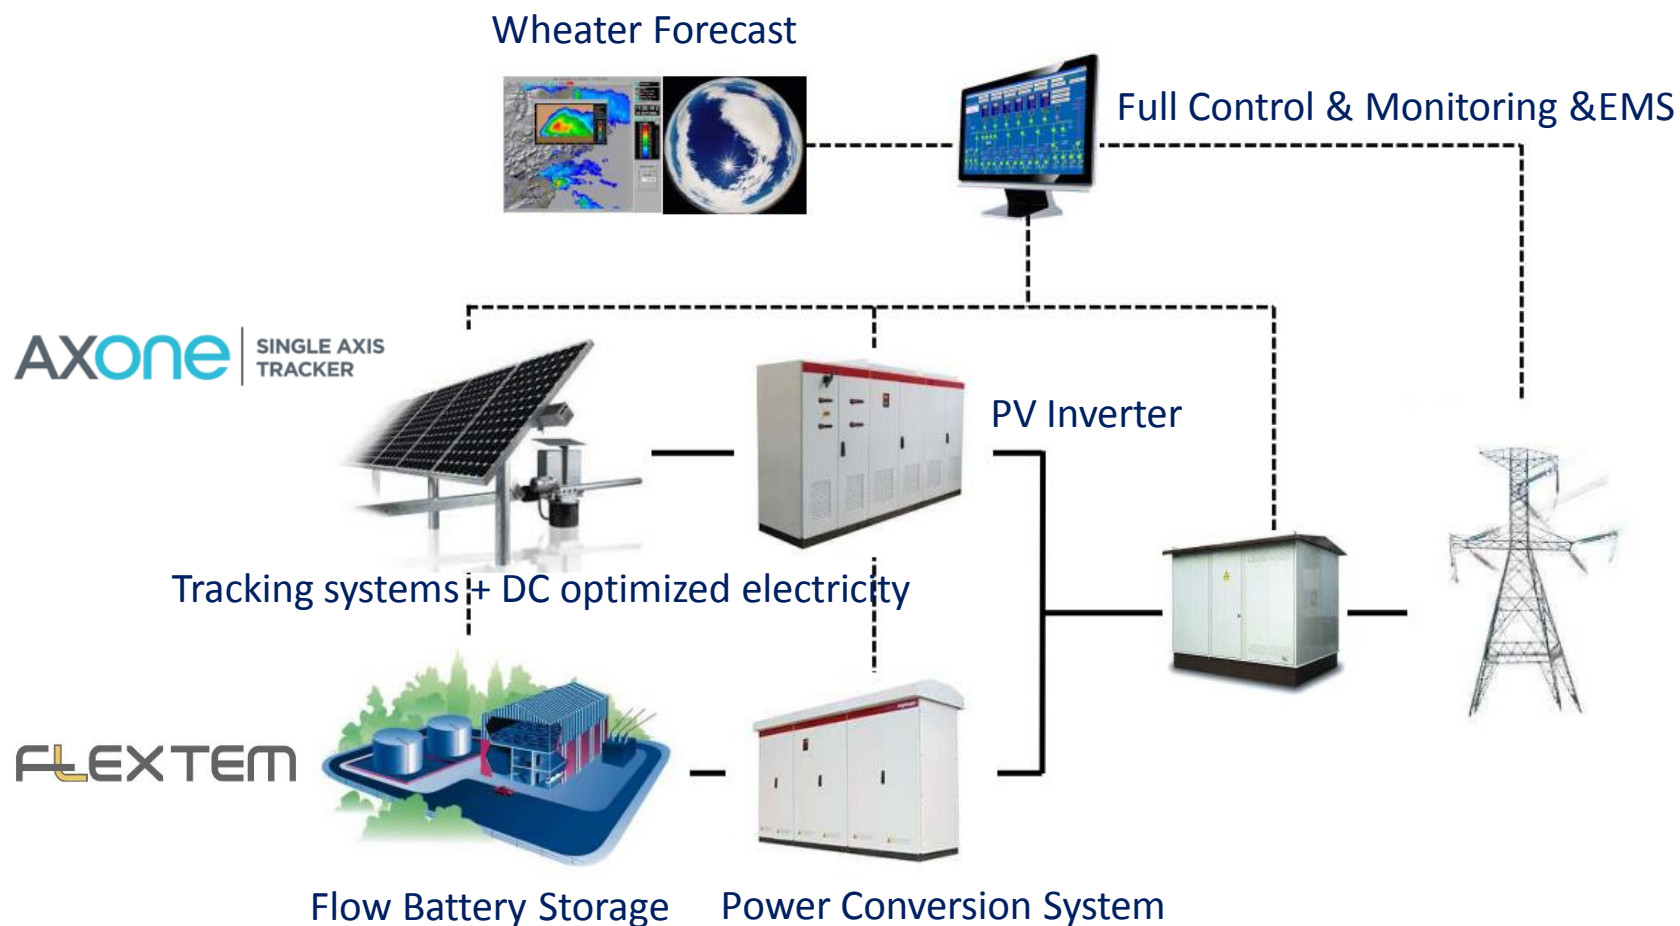 Wheater Forecast
Full Control & Monitoring &EMS
AXONE SINGLE AXIS
TRACKER
PV Inverter
Tracking systems + DC optimized electricity
FLEXTEM
Flow Battery Storage
Power Conversion System